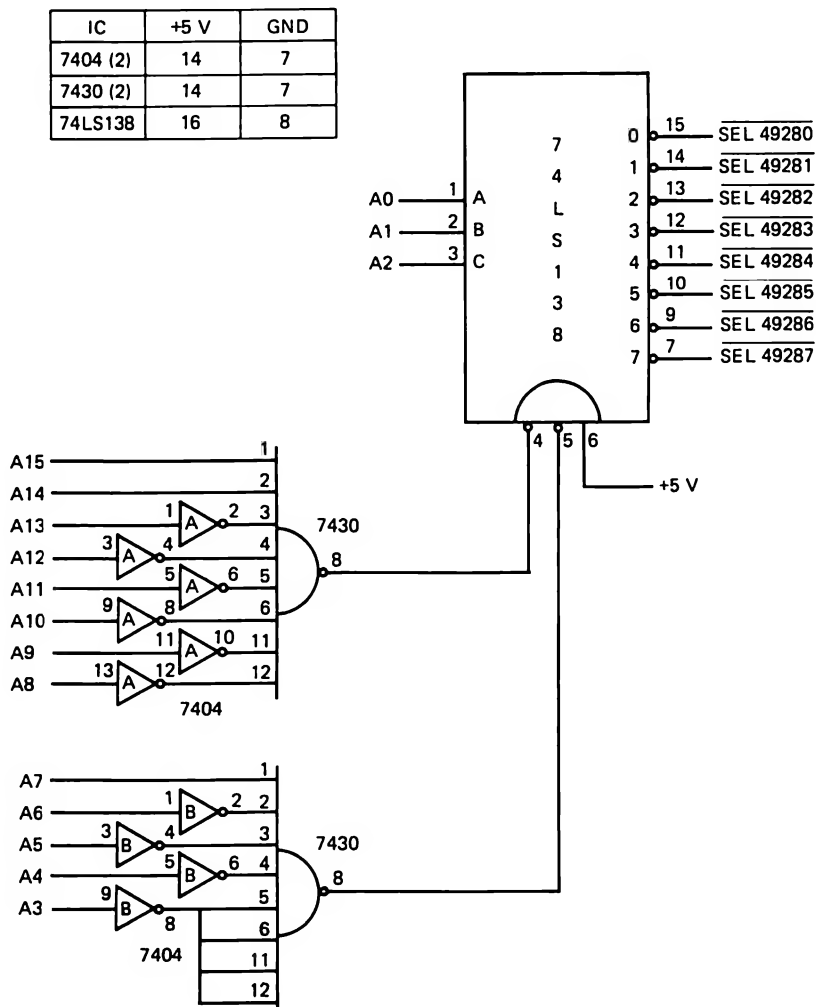 IC +5 V GND
7404 (2) 14 7
7430 (2) 14 7
74LS138 16 8
7
4
L
S
1
3
8
0 15 SEL 49280
1 14 SEL 49281
2 13 SEL 49282
3 12 SEL 49283
4 11 SEL 49284
5 10 SEL 49285
6 9 SEL 49286
7 7 SEL 49287
A0 1 A
A1 2 B
A2 3 C
4 5 6
+5 V
A15 1
A14 2
A13 1 A 2 3
A12 3 A 4 4
A11 5 A 6 5
A10 9 A 8 6
A9 11 A 10 11
A8 13 A 12 12
7404
7430
8
A7 1
A6 1 B 2 2
A5 3 B 4 3
A4 5 B 6 4
A3 9 B 8 5
6
11
12
7404
7430
8